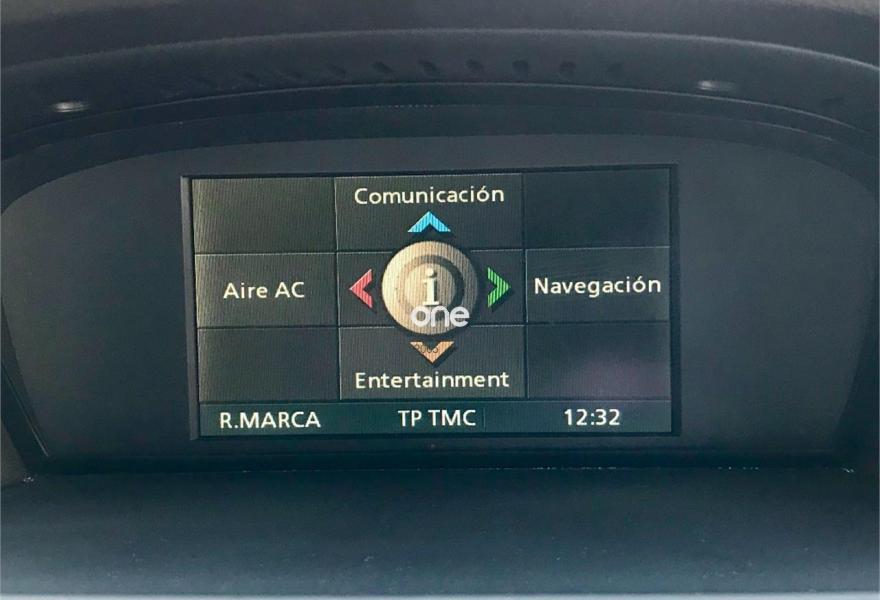 Comunicación
Aire AC
i
Navegación
one
Entertainment
R.MARCA
TP TMC
12:32